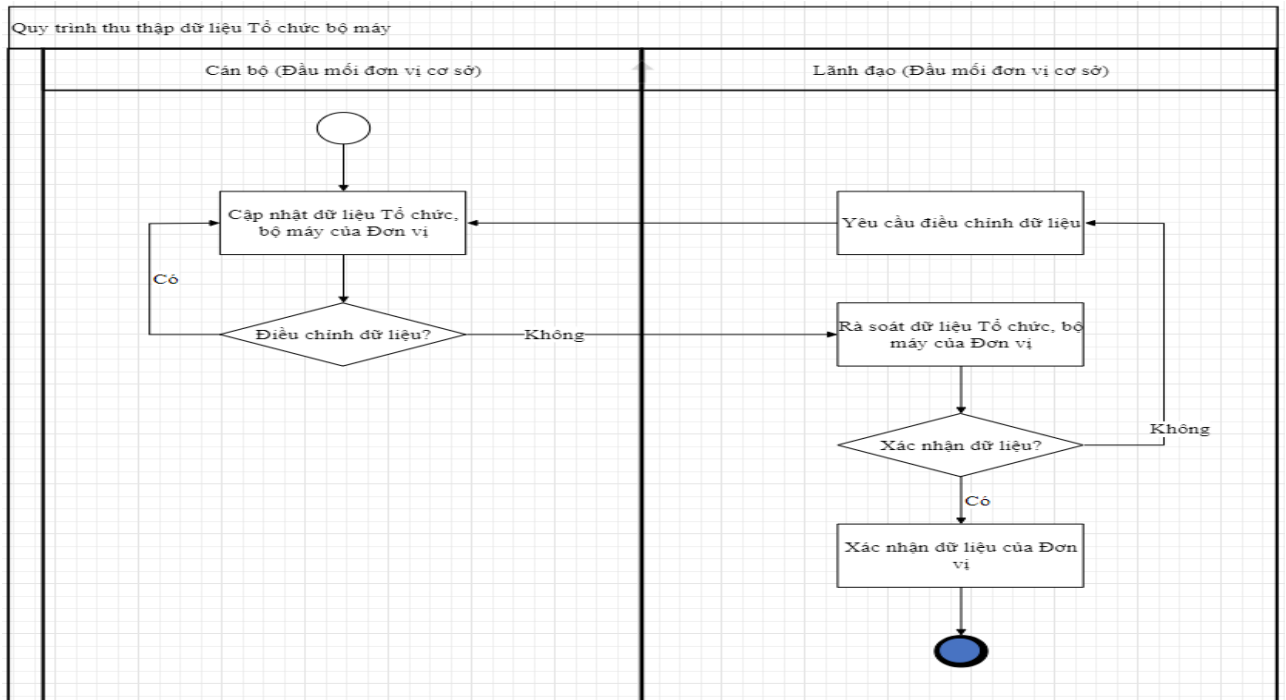 Quy trình thu thập dữ liệu Tổ chức bộ máy
Cán bộ (Đầu mối đơn vị cơ sở)
Lãnh đạo (Đầu mối đơn vị cơ sở)
Cập nhật dữ liệu Tổ chức,
bộ máy của Đơn vị
Yêu cầu điều chỉnh dữ liệu
Có
Điều chỉnh dữ liệu?
Không
Rà soát dữ liệu Tổ chức, bộ
máy của Đơn vị
Không
Xác nhận dữ liệu?
Có
Xác nhận dữ liệu của Đơn
vị